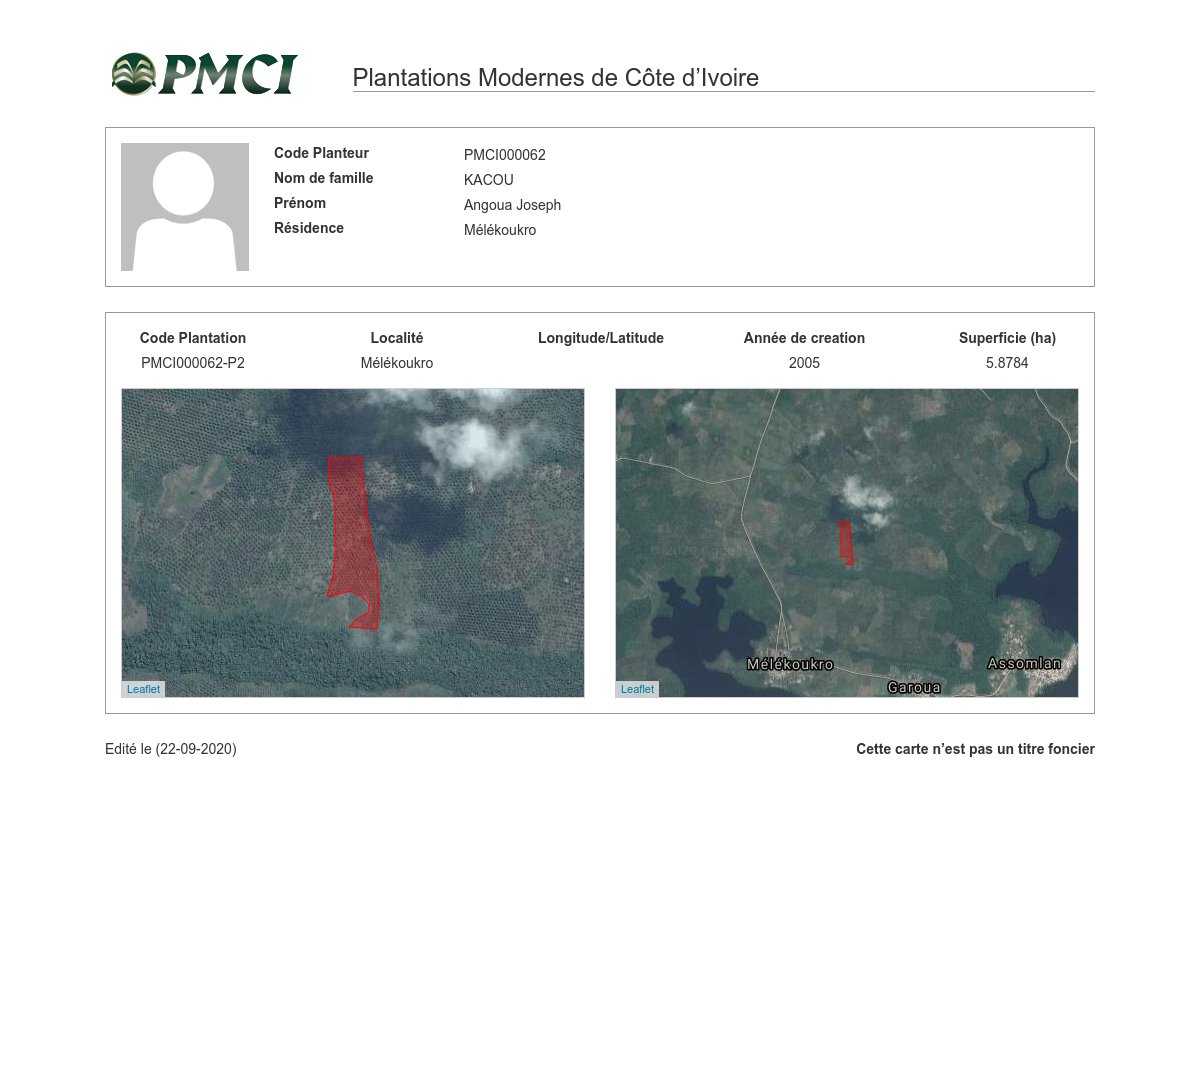 PMCI
Plantations Modernes de Côte d’Ivoire
Code Planteur PMCI000062
Nom de famille KACOU
Prénom Angoua Joseph
Résidence Mélékoukro
Code Plantation Localité Longitude/Latitude Année de creation Superficie (ha)
PMCI000062-P2 Mélékoukro 2005 5.8784
Mélékoukro
Assomlan
Garoua
Leaflet
Leaflet
Edité le (22-09-2020) Cette carte n’est pas un titre foncier